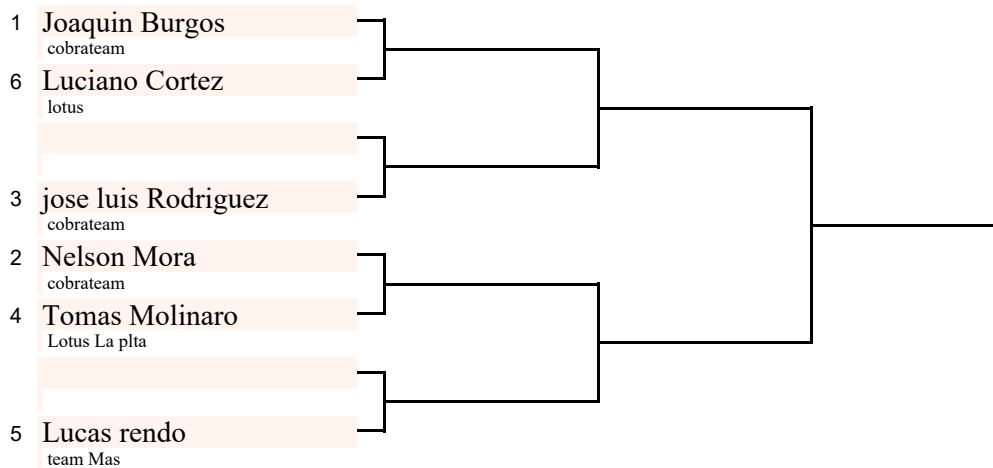 1 Joaquin Burgos
cobrateam
6 Luciano Cortez
lotus
3 jose luis Rodriguez
cobrateam
2 Nelson Mora
cobrateam
4 Tomas Molinaro
Lotus La plta
5 Lucas rendo
team Mas